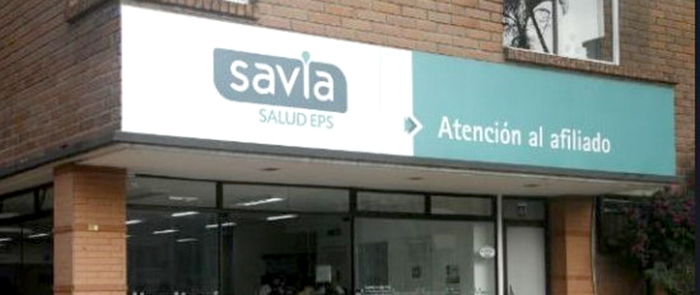 savia
SALUD EPS
Atención al afiliado